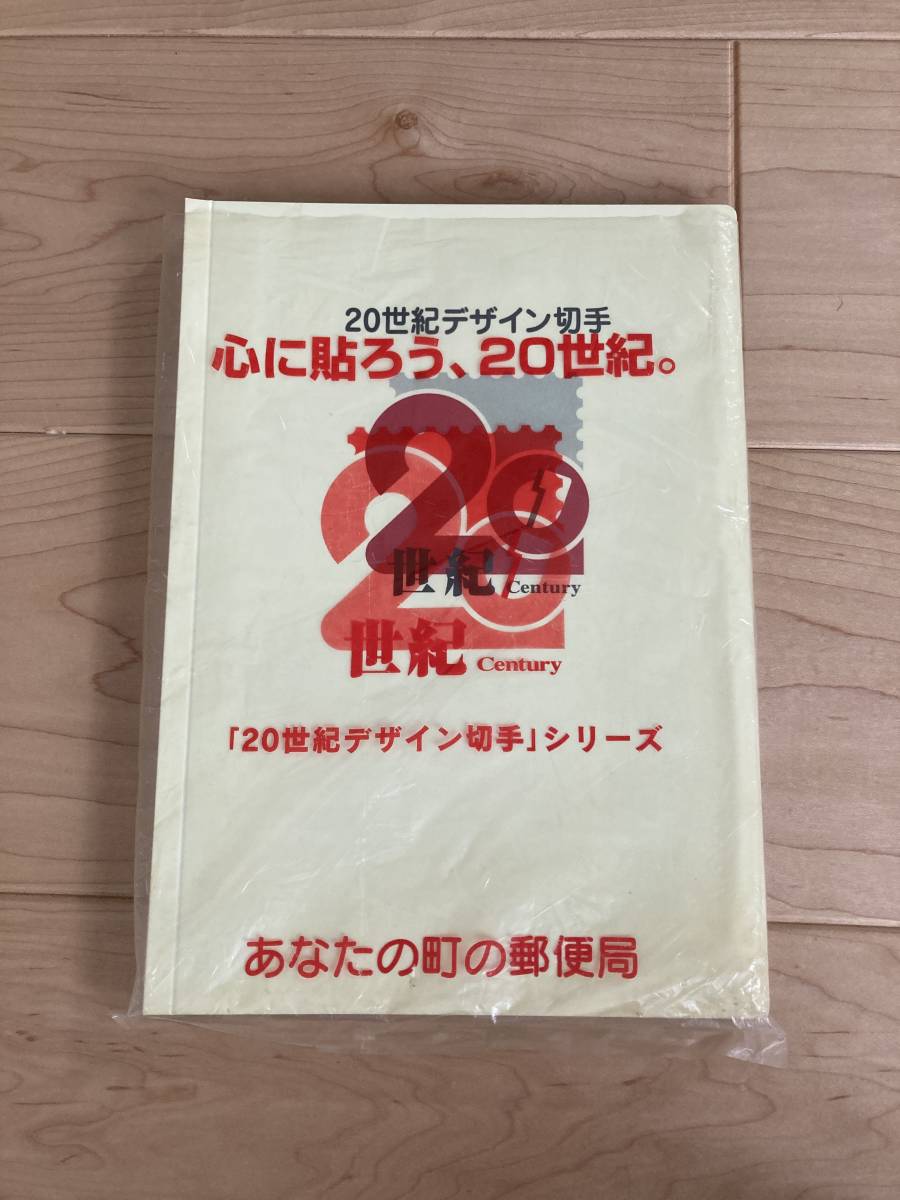 20世紀デザイン切手
心に貼ろう、20世紀。
20
世紀 Century
20
世紀 Century
「20世紀デザイン切手」シリーズ
あなたの町の郵便局